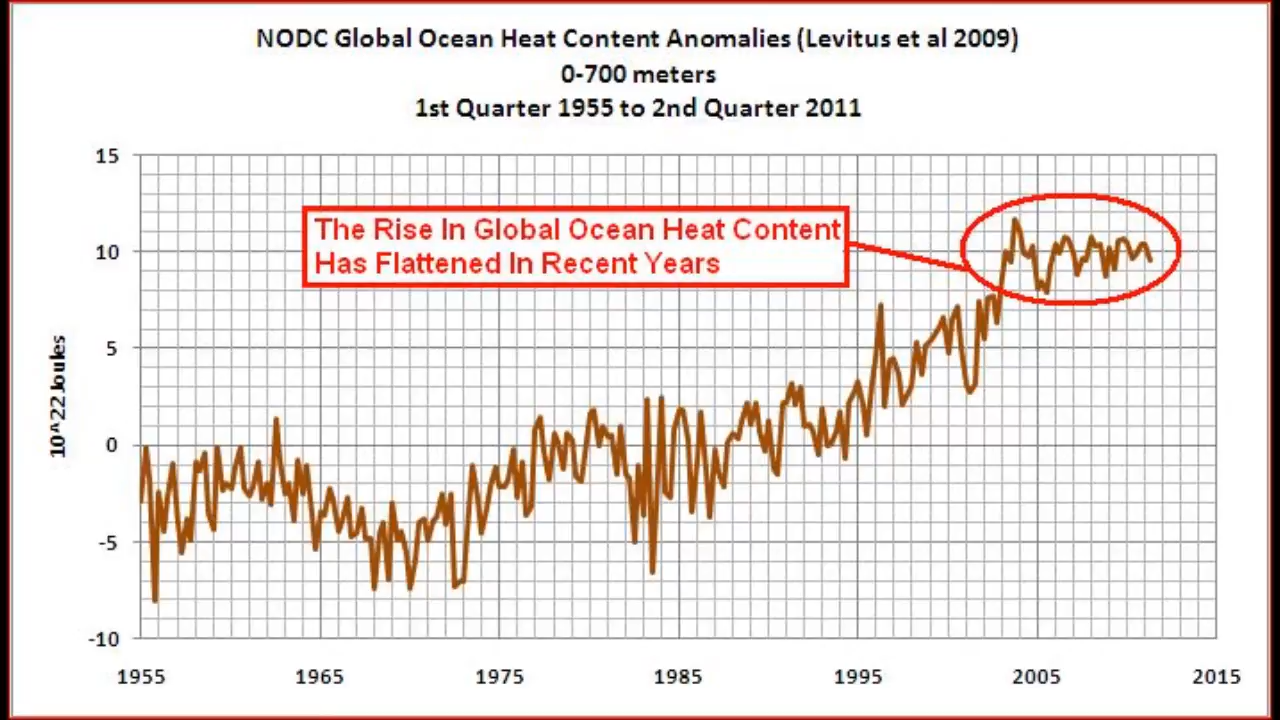 NODC Global Ocean Heat Content Anomalies (Levitus et al 2009)
0-700 meters
1st Quarter 1955 to 2nd Quarter 2011
15
10
5
0
-5
-10
10^22 Joules
The Rise In Global Ocean Heat Content
Has Flattened In Recent Years
1955 1965 1975 1985 1995 2005 2015